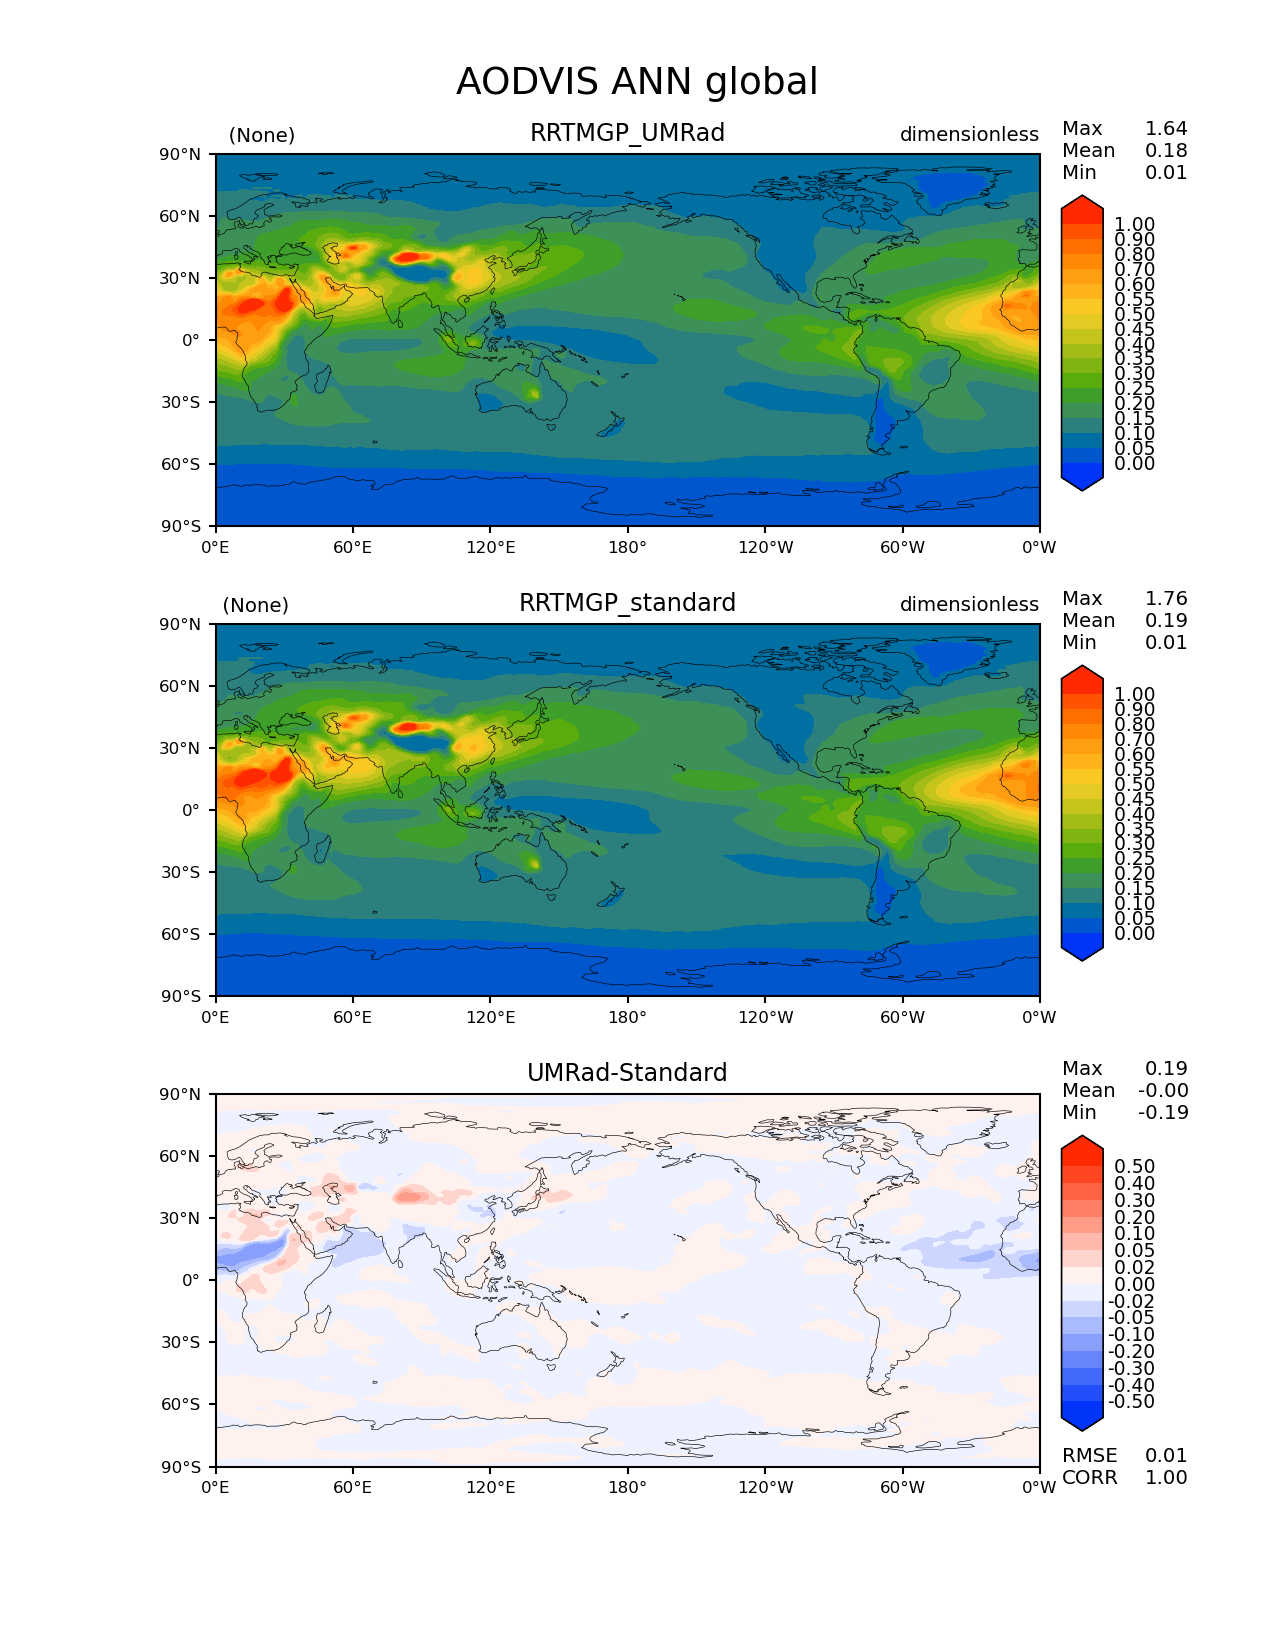 AODVIS ANN global
(None) RRTMGP_UMRad dimensionless
Max 1.64
Mean 0.18
Min 0.01
90°N
60°N
30°N
0°
30°S
60°S
90°S
0°E 60°E 120°E 180° 120°W 60°W 0°W
1.00
0.90
0.80
0.70
0.60
0.55
0.50
0.45
0.40
0.35
0.30
0.25
0.20
0.15
0.10
0.05
0.00
(None) RRTMGP_standard dimensionless
Max 1.76
Mean 0.19
Min 0.01
90°N
60°N
30°N
0°
30°S
60°S
90°S
0°E 60°E 120°E 180° 120°W 60°W 0°W
1.00
0.90
0.80
0.70
0.60
0.55
0.50
0.45
0.40
0.35
0.30
0.25
0.20
0.15
0.10
0.05
0.00
UMRad-Standard
Max 0.19
Mean -0.00
Min -0.19
90°N
60°N
30°N
0°
30°S
60°S
90°S
0°E 60°E 120°E 180° 120°W 60°W 0°W
0.50
0.40
0.30
0.20
0.10
0.05
0.02
0.00
-0.02
-0.05
-0.10
-0.20
-0.30
-0.40
-0.50
RMSE 0.01
CORR 1.00